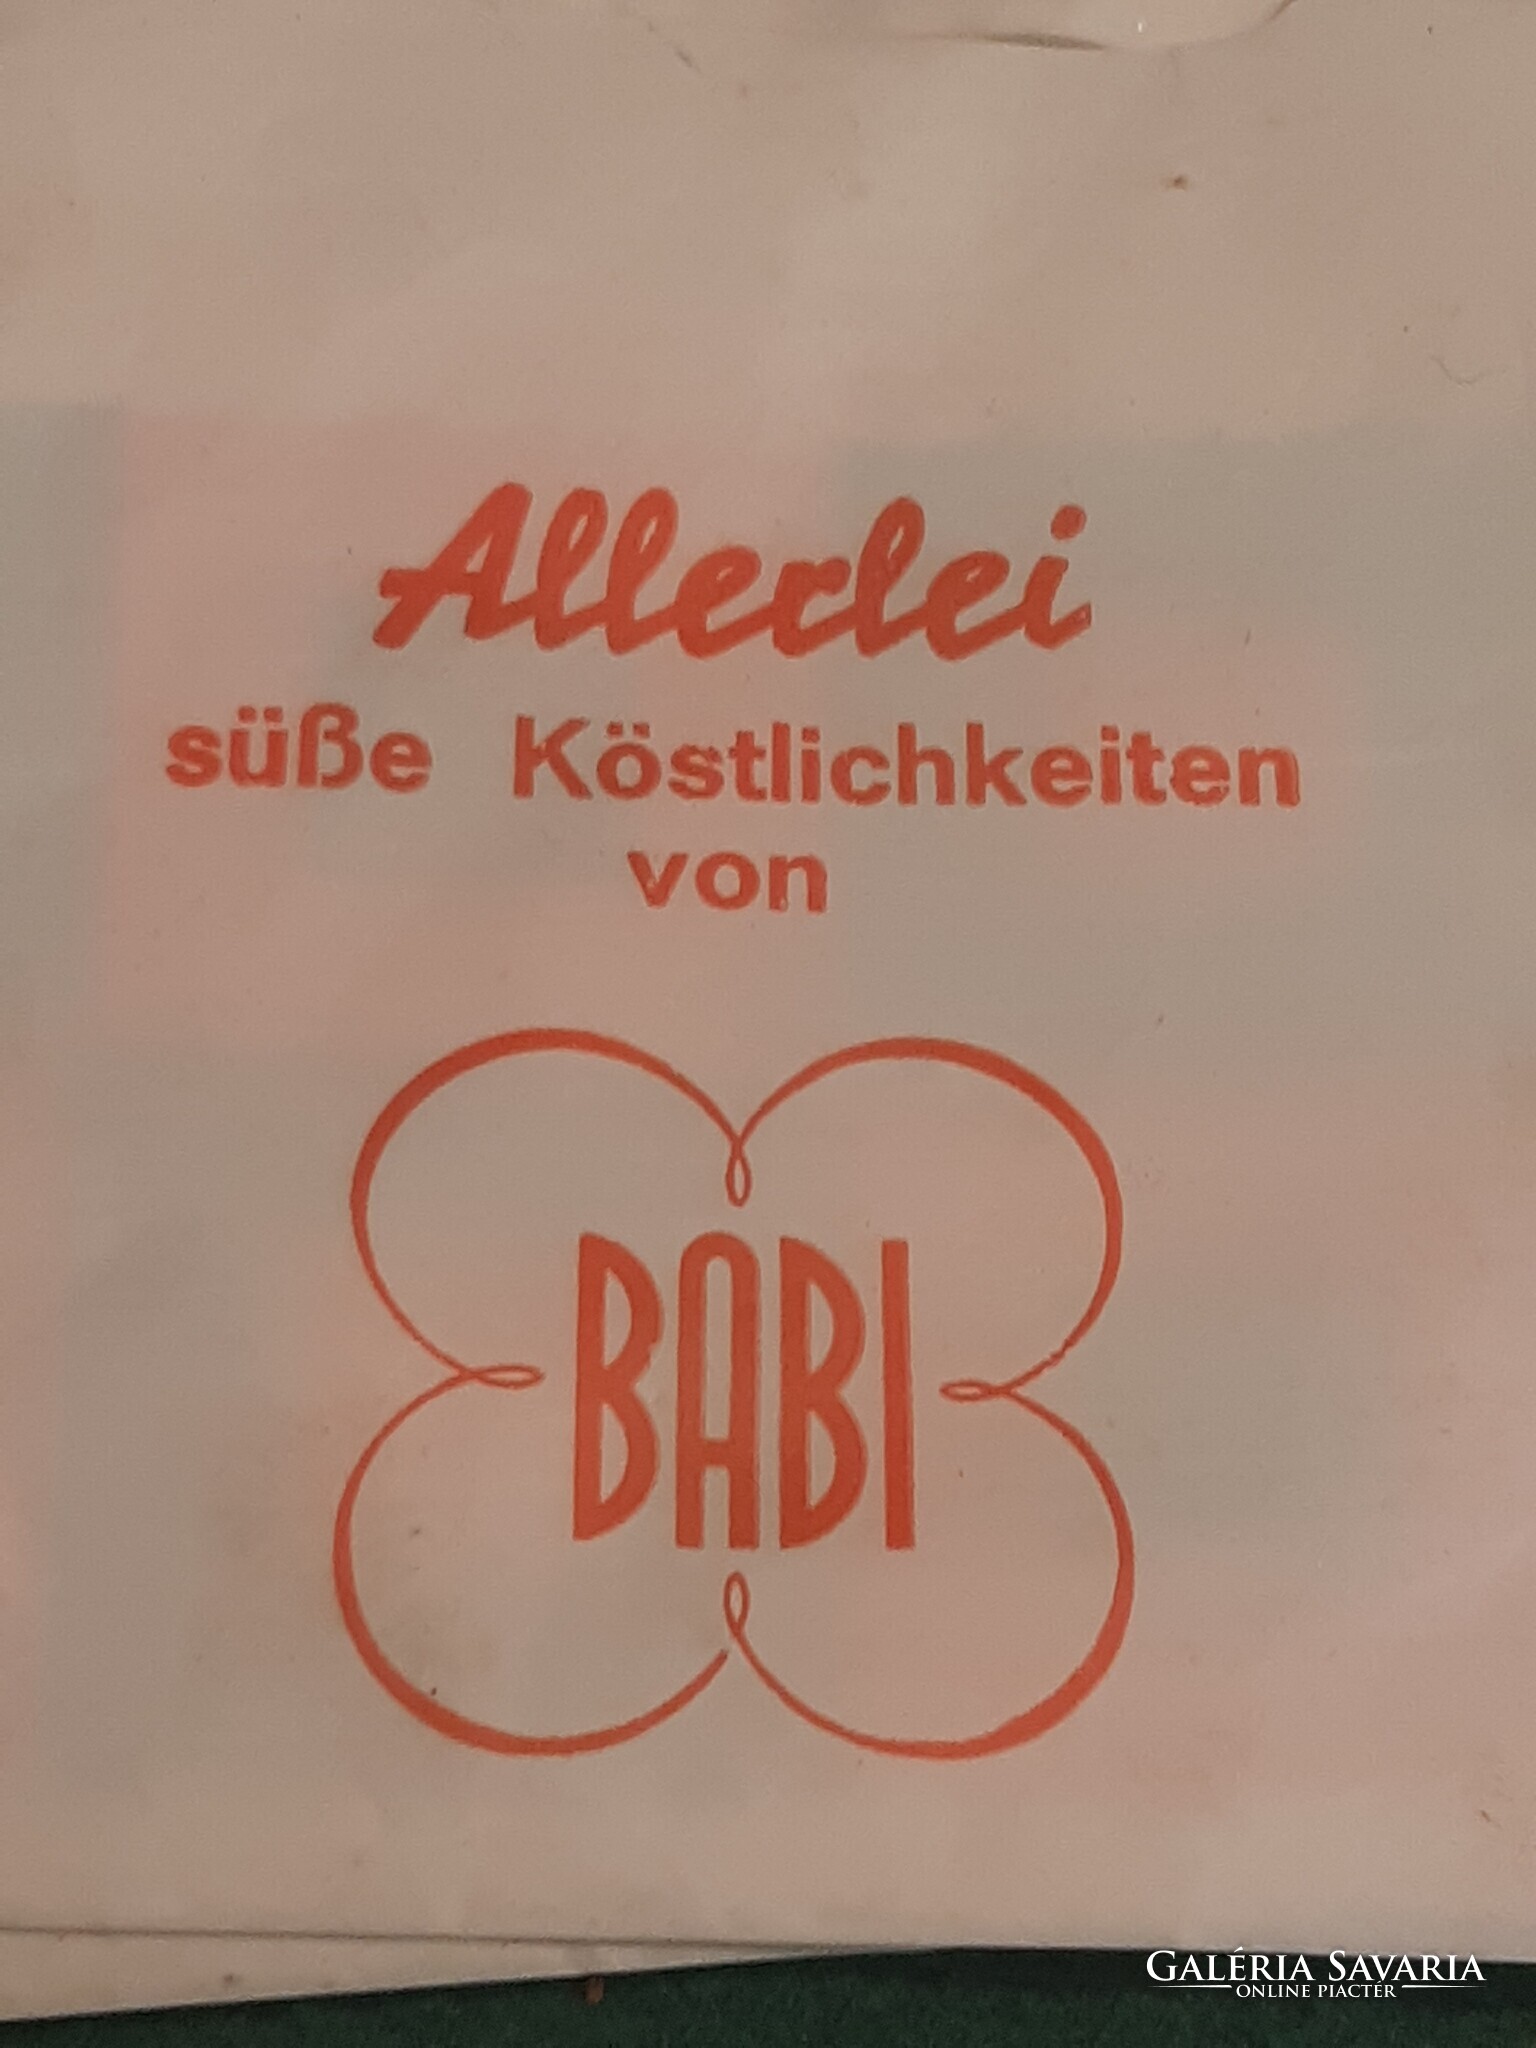 Allerlei
süße Köstlichkeiten
von
BABI
GALÉRIA SAVARIA
ONLINE PIACTÉR